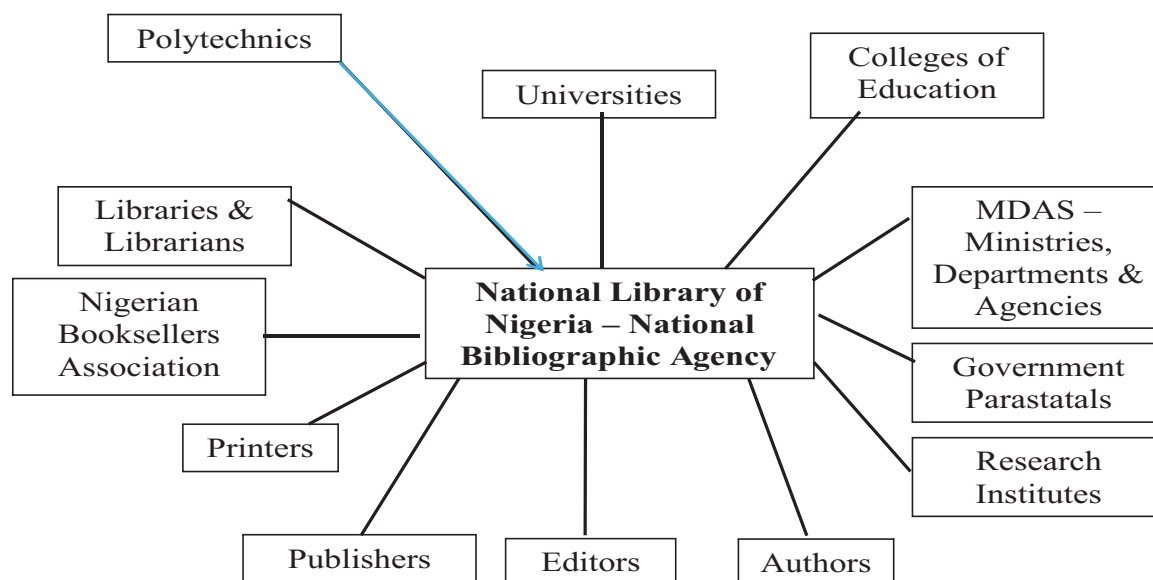 Polytechnics
Universities
Colleges of
Education
Libraries &
Librarians
MDAS –
Ministries,
Departments &
Agencies
National Library of
Nigeria – National
Bibliographic Agency
Nigerian
Booksellers
Association
Government
Parastatals
Printers
Research
Institutes
Publishers
Editors
Authors